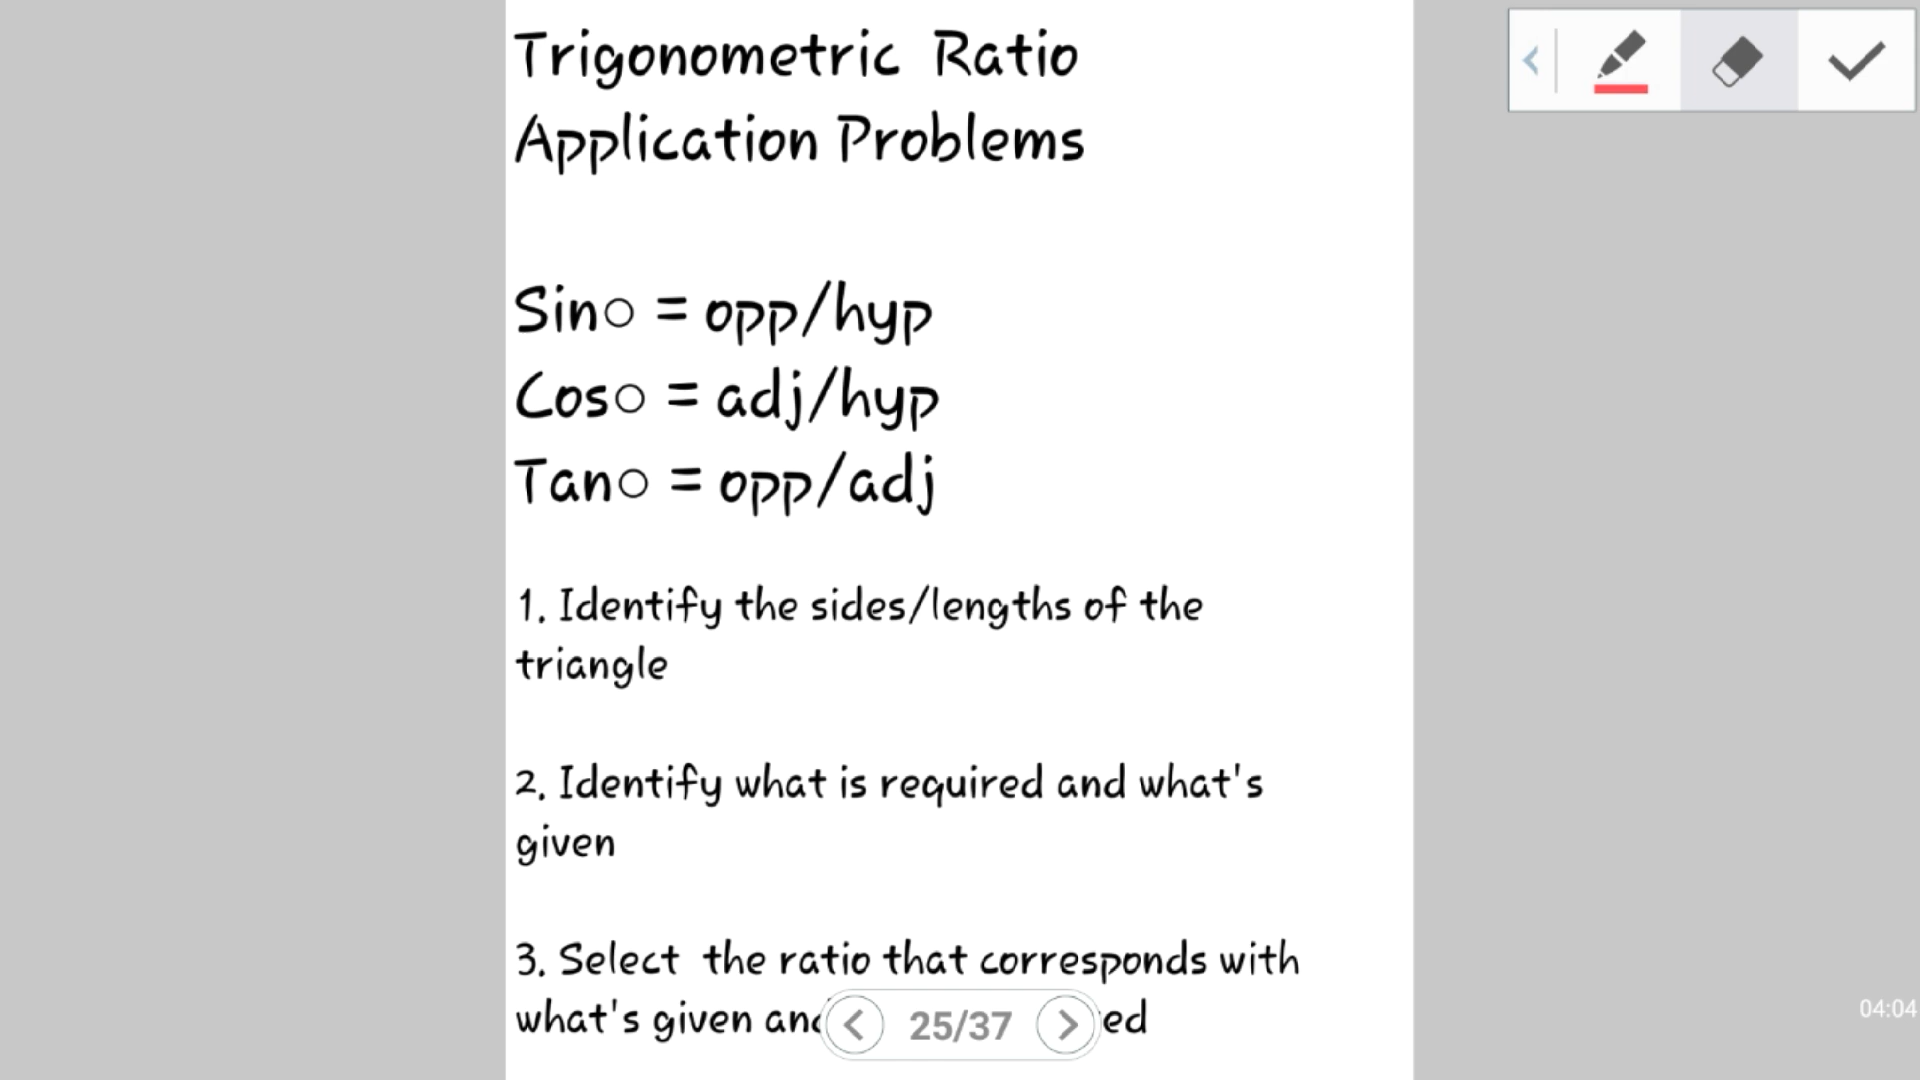 Trigonometric Ratio
Application Problems
Sin○ = opp/hyp
Cos○ = adj/hyp
Tan○ = opp/adj
1. Identify the sides/lengths of the
triangle
2. Identify what is required and what's
given
3. Select the ratio that corresponds with
what's given
25/37
04:04